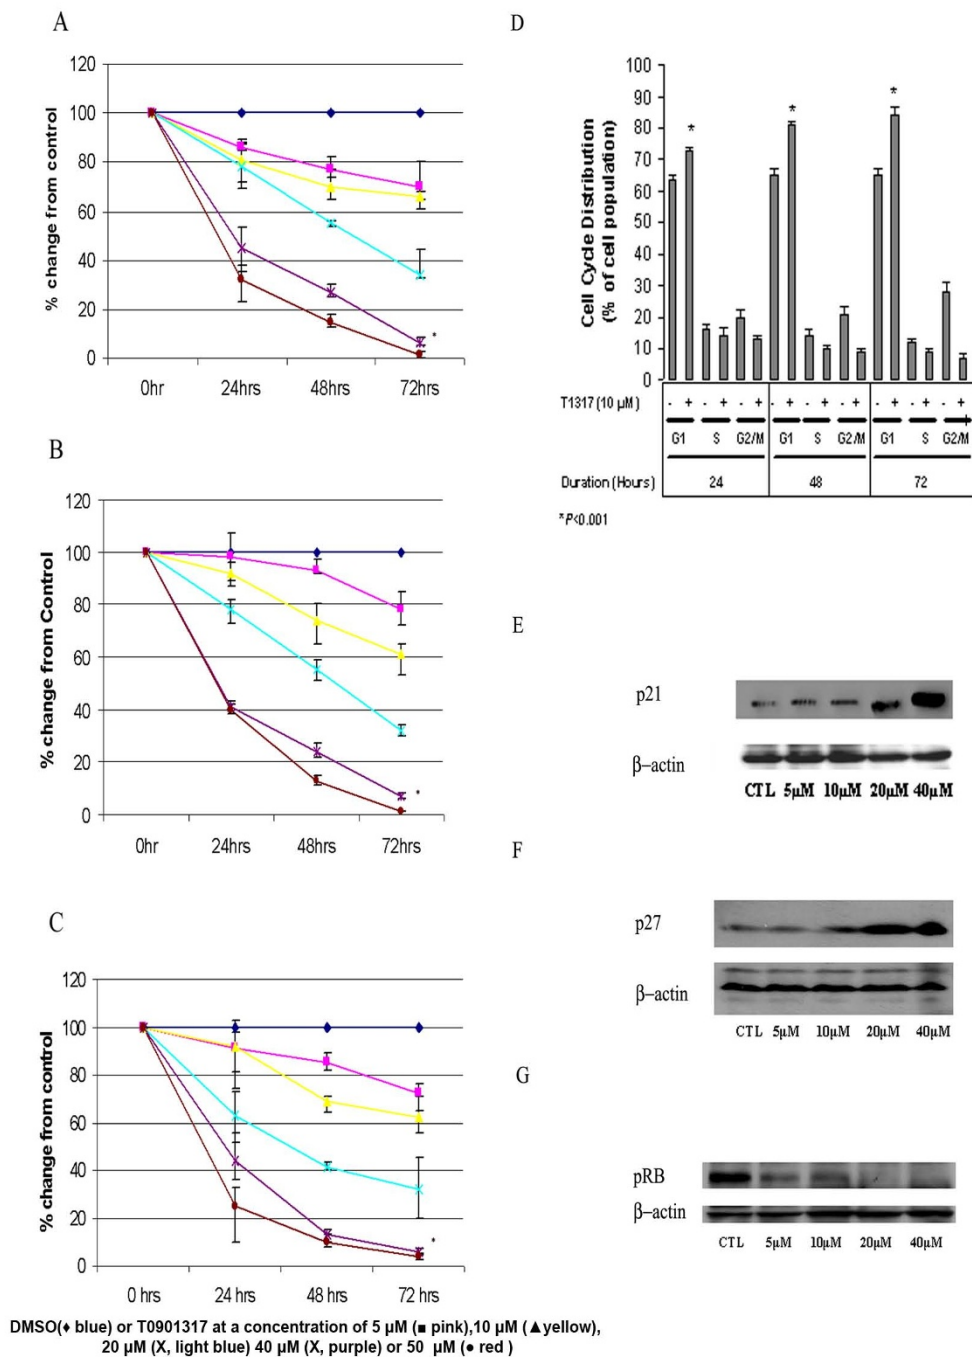 A
120
100
80
60
40
20
0
% change from control
*
0hr 24hrs 48hrs 72hrs
B
120
100
80
60
40
20
0
% change from Control
*
0hr 24hrs 48hrs 72hrs
C
120
100
80
60
40
20
0
% change from control
*
0 hrs 24 hrs 48 hrs 72 hrs
DMSO(♦ blue) or T0901317 at a concentration of 5 µM (■ pink),10 µM (▲yellow),
20 µM (X, light blue) 40 µM (X, purple) or 50 µM (● red )
D
100
90
80
70
60
50
40
30
20
10
0
Cell Cycle Distribution
(% of cell population)
* * *
T1317 (10 µM) - + - + - + - + - + - + - + - + - +
G1 S G2/M G1 S G2/M G1 S G2/M
Duration (Hours) 24 48 72
*P<0.001
E
p21
β–actin
CTL 5µM 10µM 20µM 40µM
F
p27
β–actin
CTL 5µM 10µM 20µM 40µM
G
pRB
β–actin
CTL 5µM 10µM 20µM 40µM